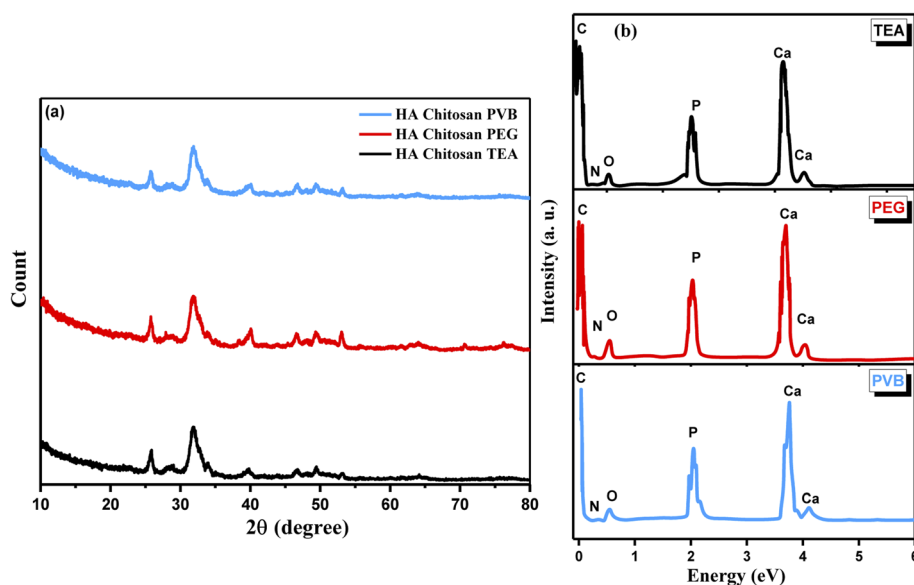 (a)
HA Chitosan PVB
HA Chitosan PEG
HA Chitosan TEA
Count
10 20 30 40 50 60 70 80
2θ (degree)
(b)
TEA
C
N
O
P
Ca
Ca
PEG
C
N
O
P
Ca
Ca
PVB
C
N
O
P
Ca
Ca
Intensity (a. u.)
0 1 2 3 4 5 6
Energy (eV)